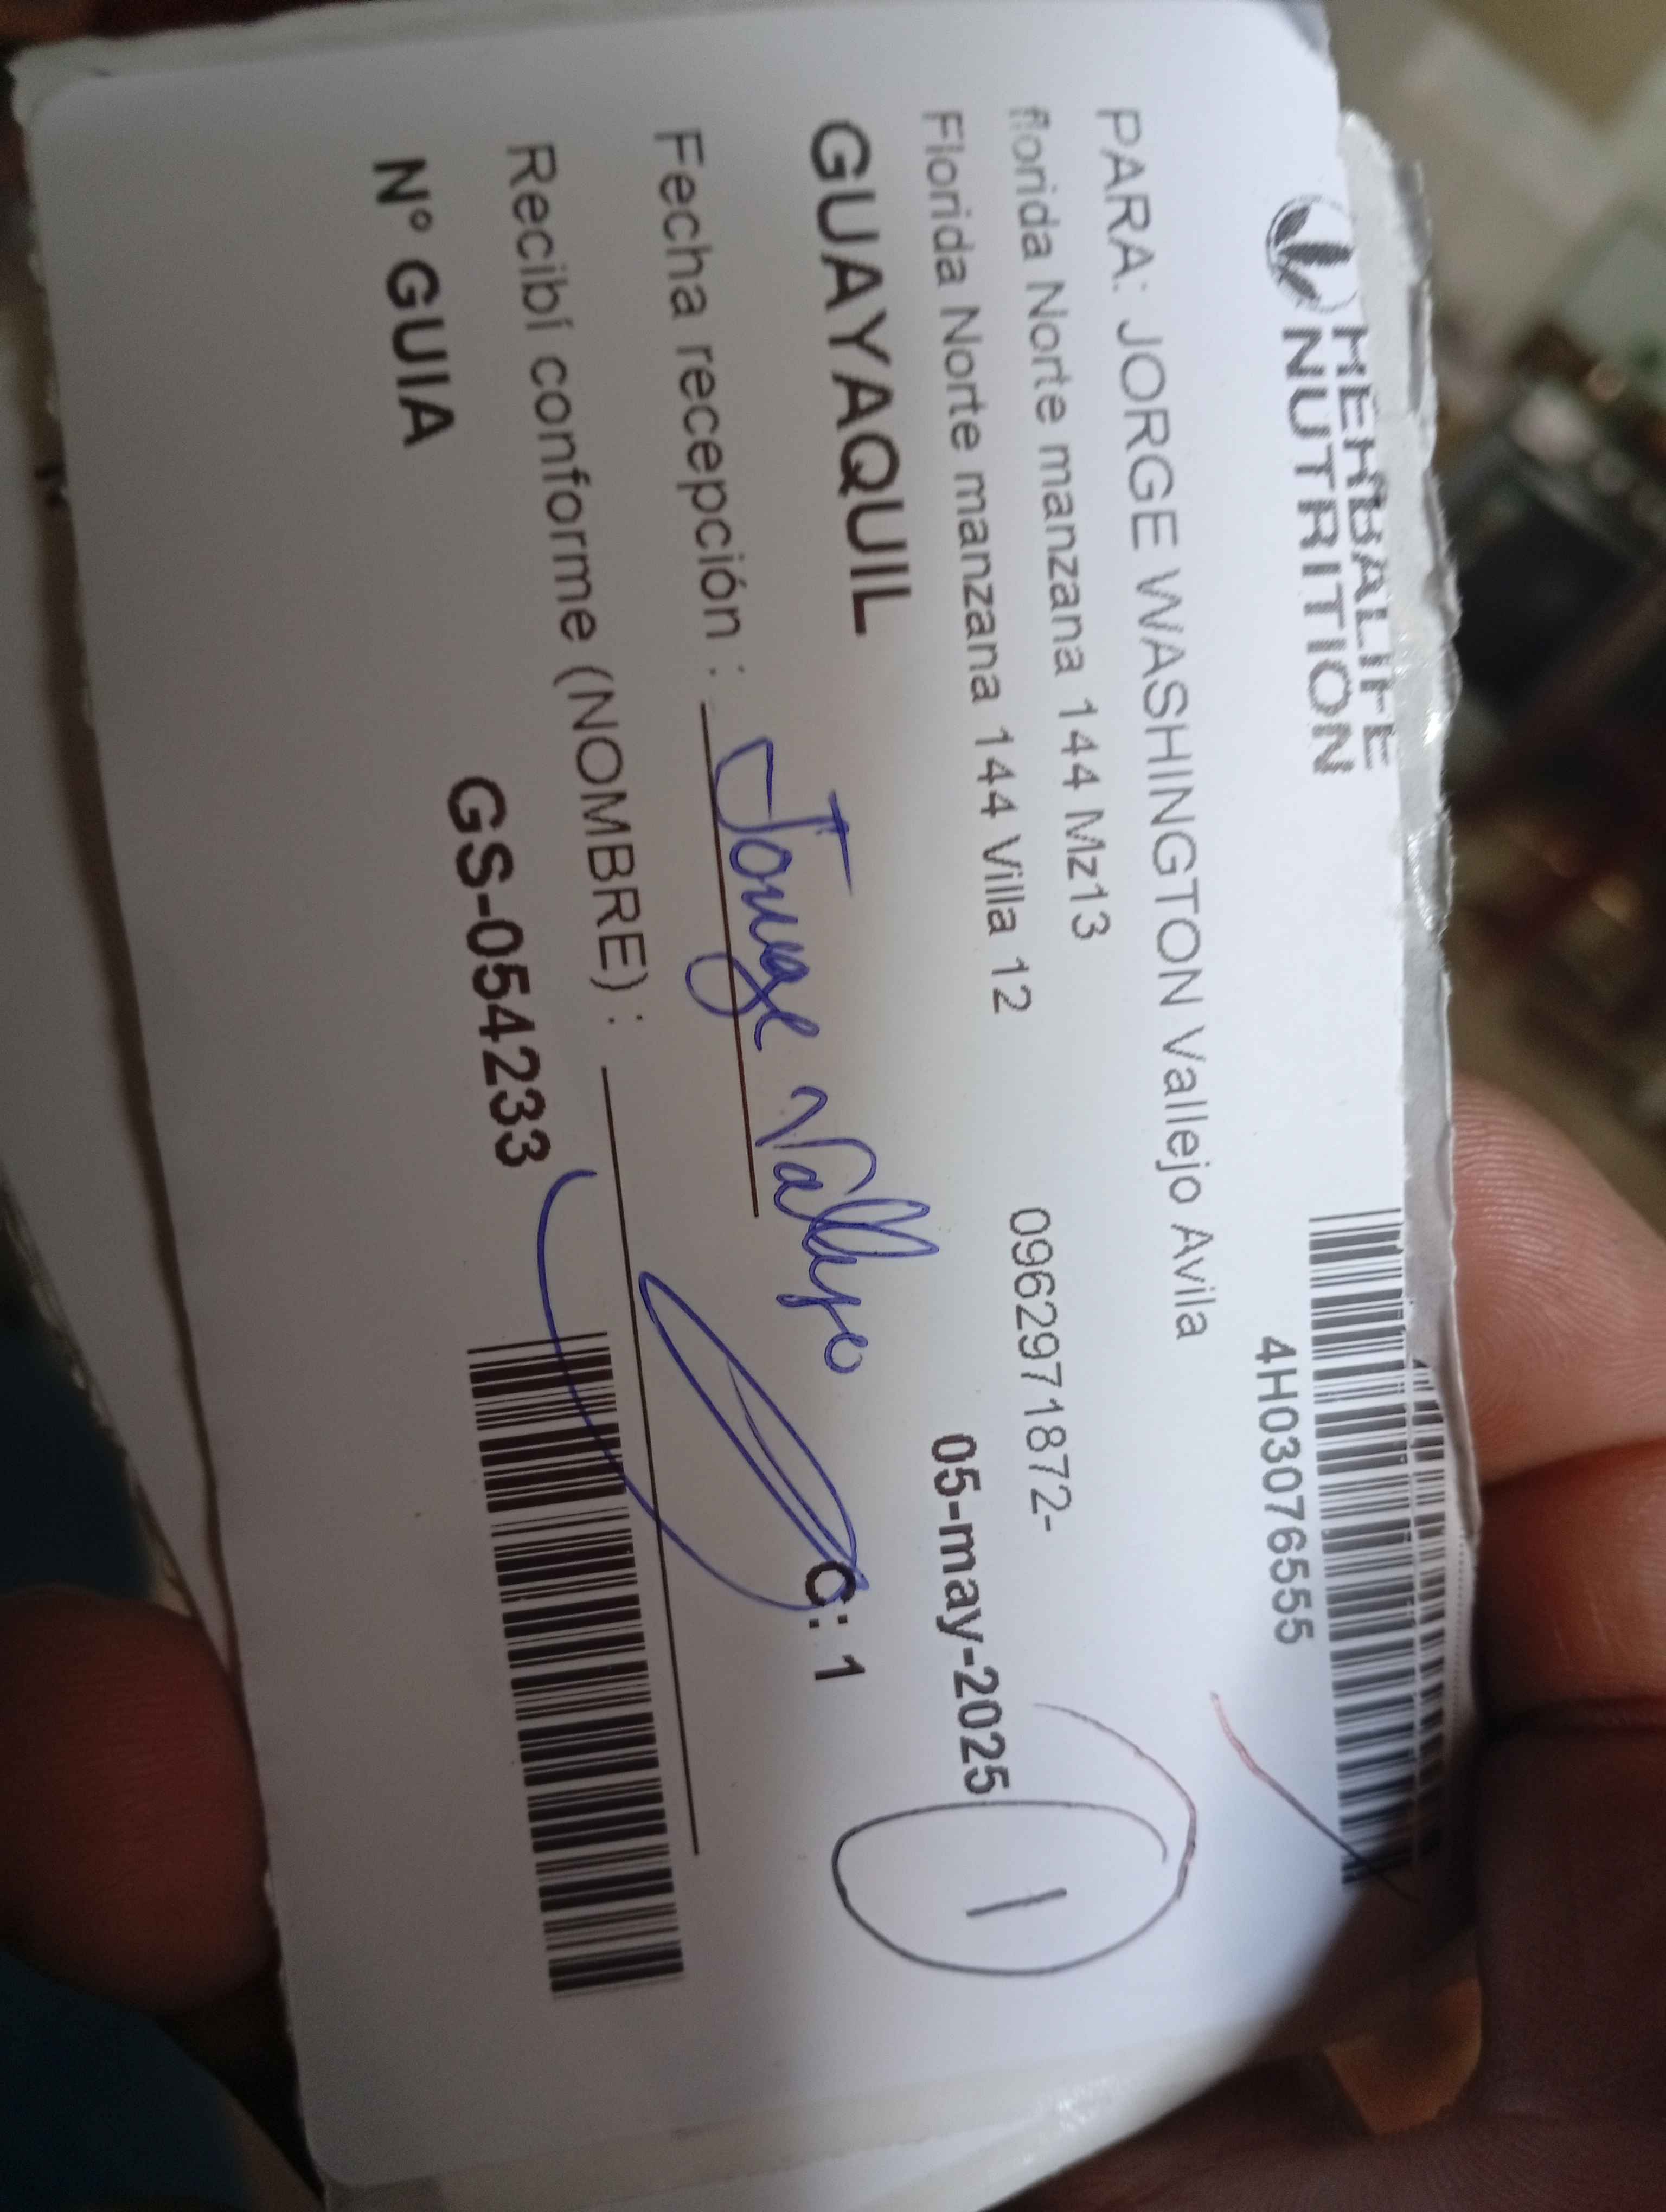 HERBALIFE
NUTRITION
4H03076555
PARA: JORGE WASHINGTON Vallejo Avila
florida Norte manzana 144 Mz13
0962971872-
Florida Norte manzana 144 Villa 12
05-may-2025
1
GUAYAQUIL
C: 1
Fecha recepción : Jorge Vallejo
Recibí conforme (NOMBRE) :
N° GUIA
GS-054233